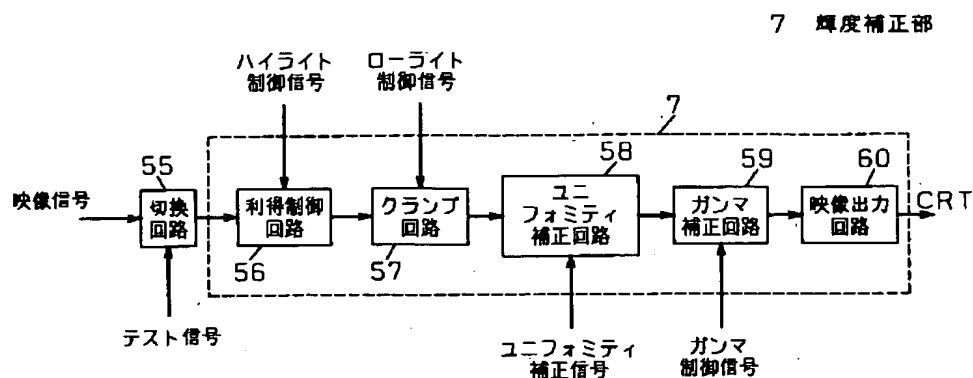 7 輝度補正部
ハイライト
制御信号
ローライト
制御信号
7
55
58
59
60
映像信号
切換
回路
利得制御
回路
クランプ
回路
ユニ
フォミティ
補正回路
ガンマ
補正回路
映像出力
回路
CRT
56
57
テスト信号
ユニフォミティ
補正信号
ガンマ
制御信号